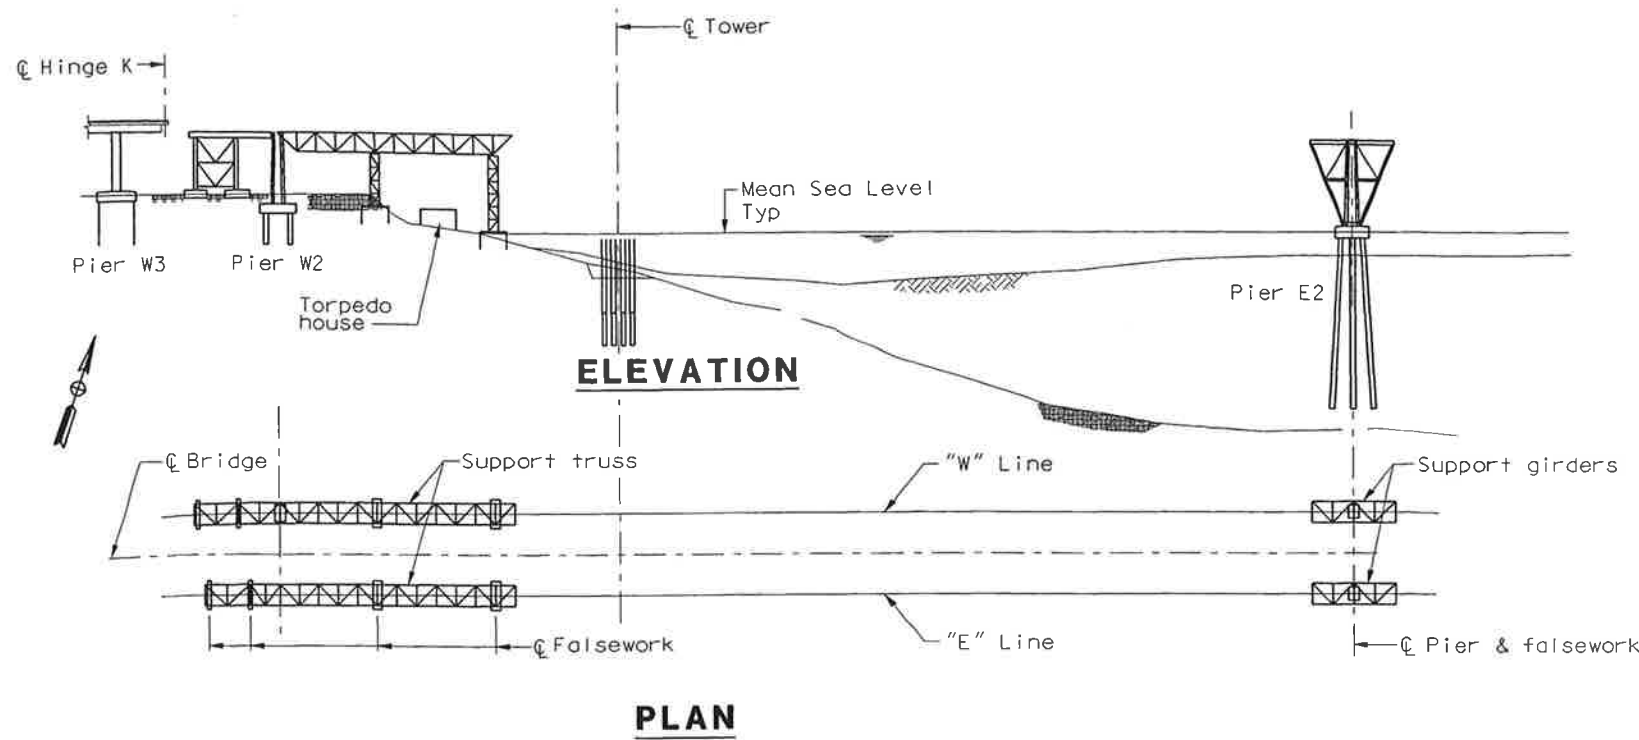 ℄ Tower
℄ Hinge K
Mean Sea Level
Typ
Pier W3
Pier W2
Pier E2
Torpedo
house
ELEVATION
℄ Bridge
Support truss
"W" Line
Support girders
℄ Falsework
"E" Line
℄ Pier & falsework
PLAN